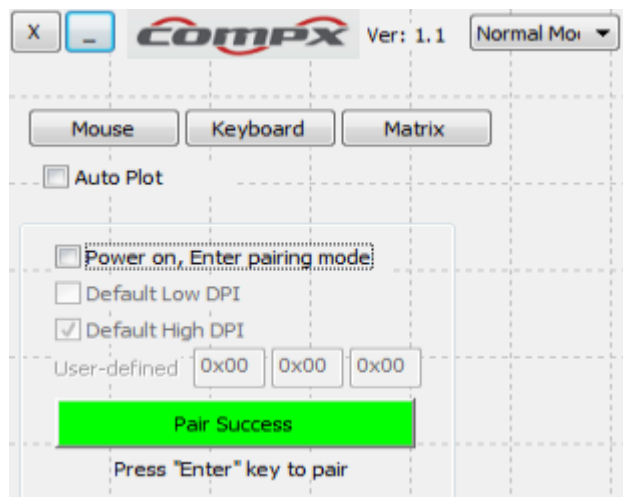 X _ compx Ver: 1.1 Normal Mo
Mouse Keyboard Matrix
Auto Plot
Power on, Enter pairing mode
Default Low DPI
Default High DPI
User-defined 0x00 0x00 0x00
Pair Success
Press "Enter" key to pair